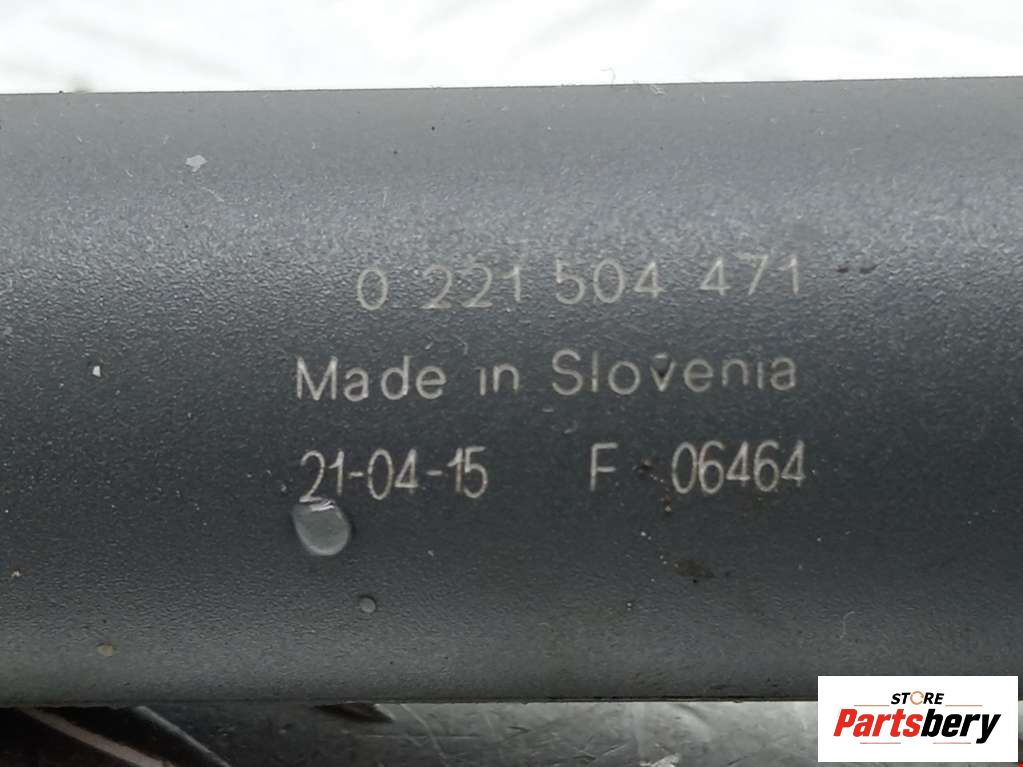 0 221 504 471
Made in Slovenia
21-04-15 F 06464
STORE
Partsbery